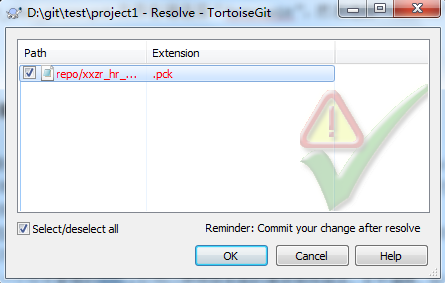 D:\git\test\project1 - Resolve - TortoiseGit
Path Extension
repo/xxzr_hr_... .pck
Select/deselect all Reminder: Commit your change after resolve
OK Cancel Help